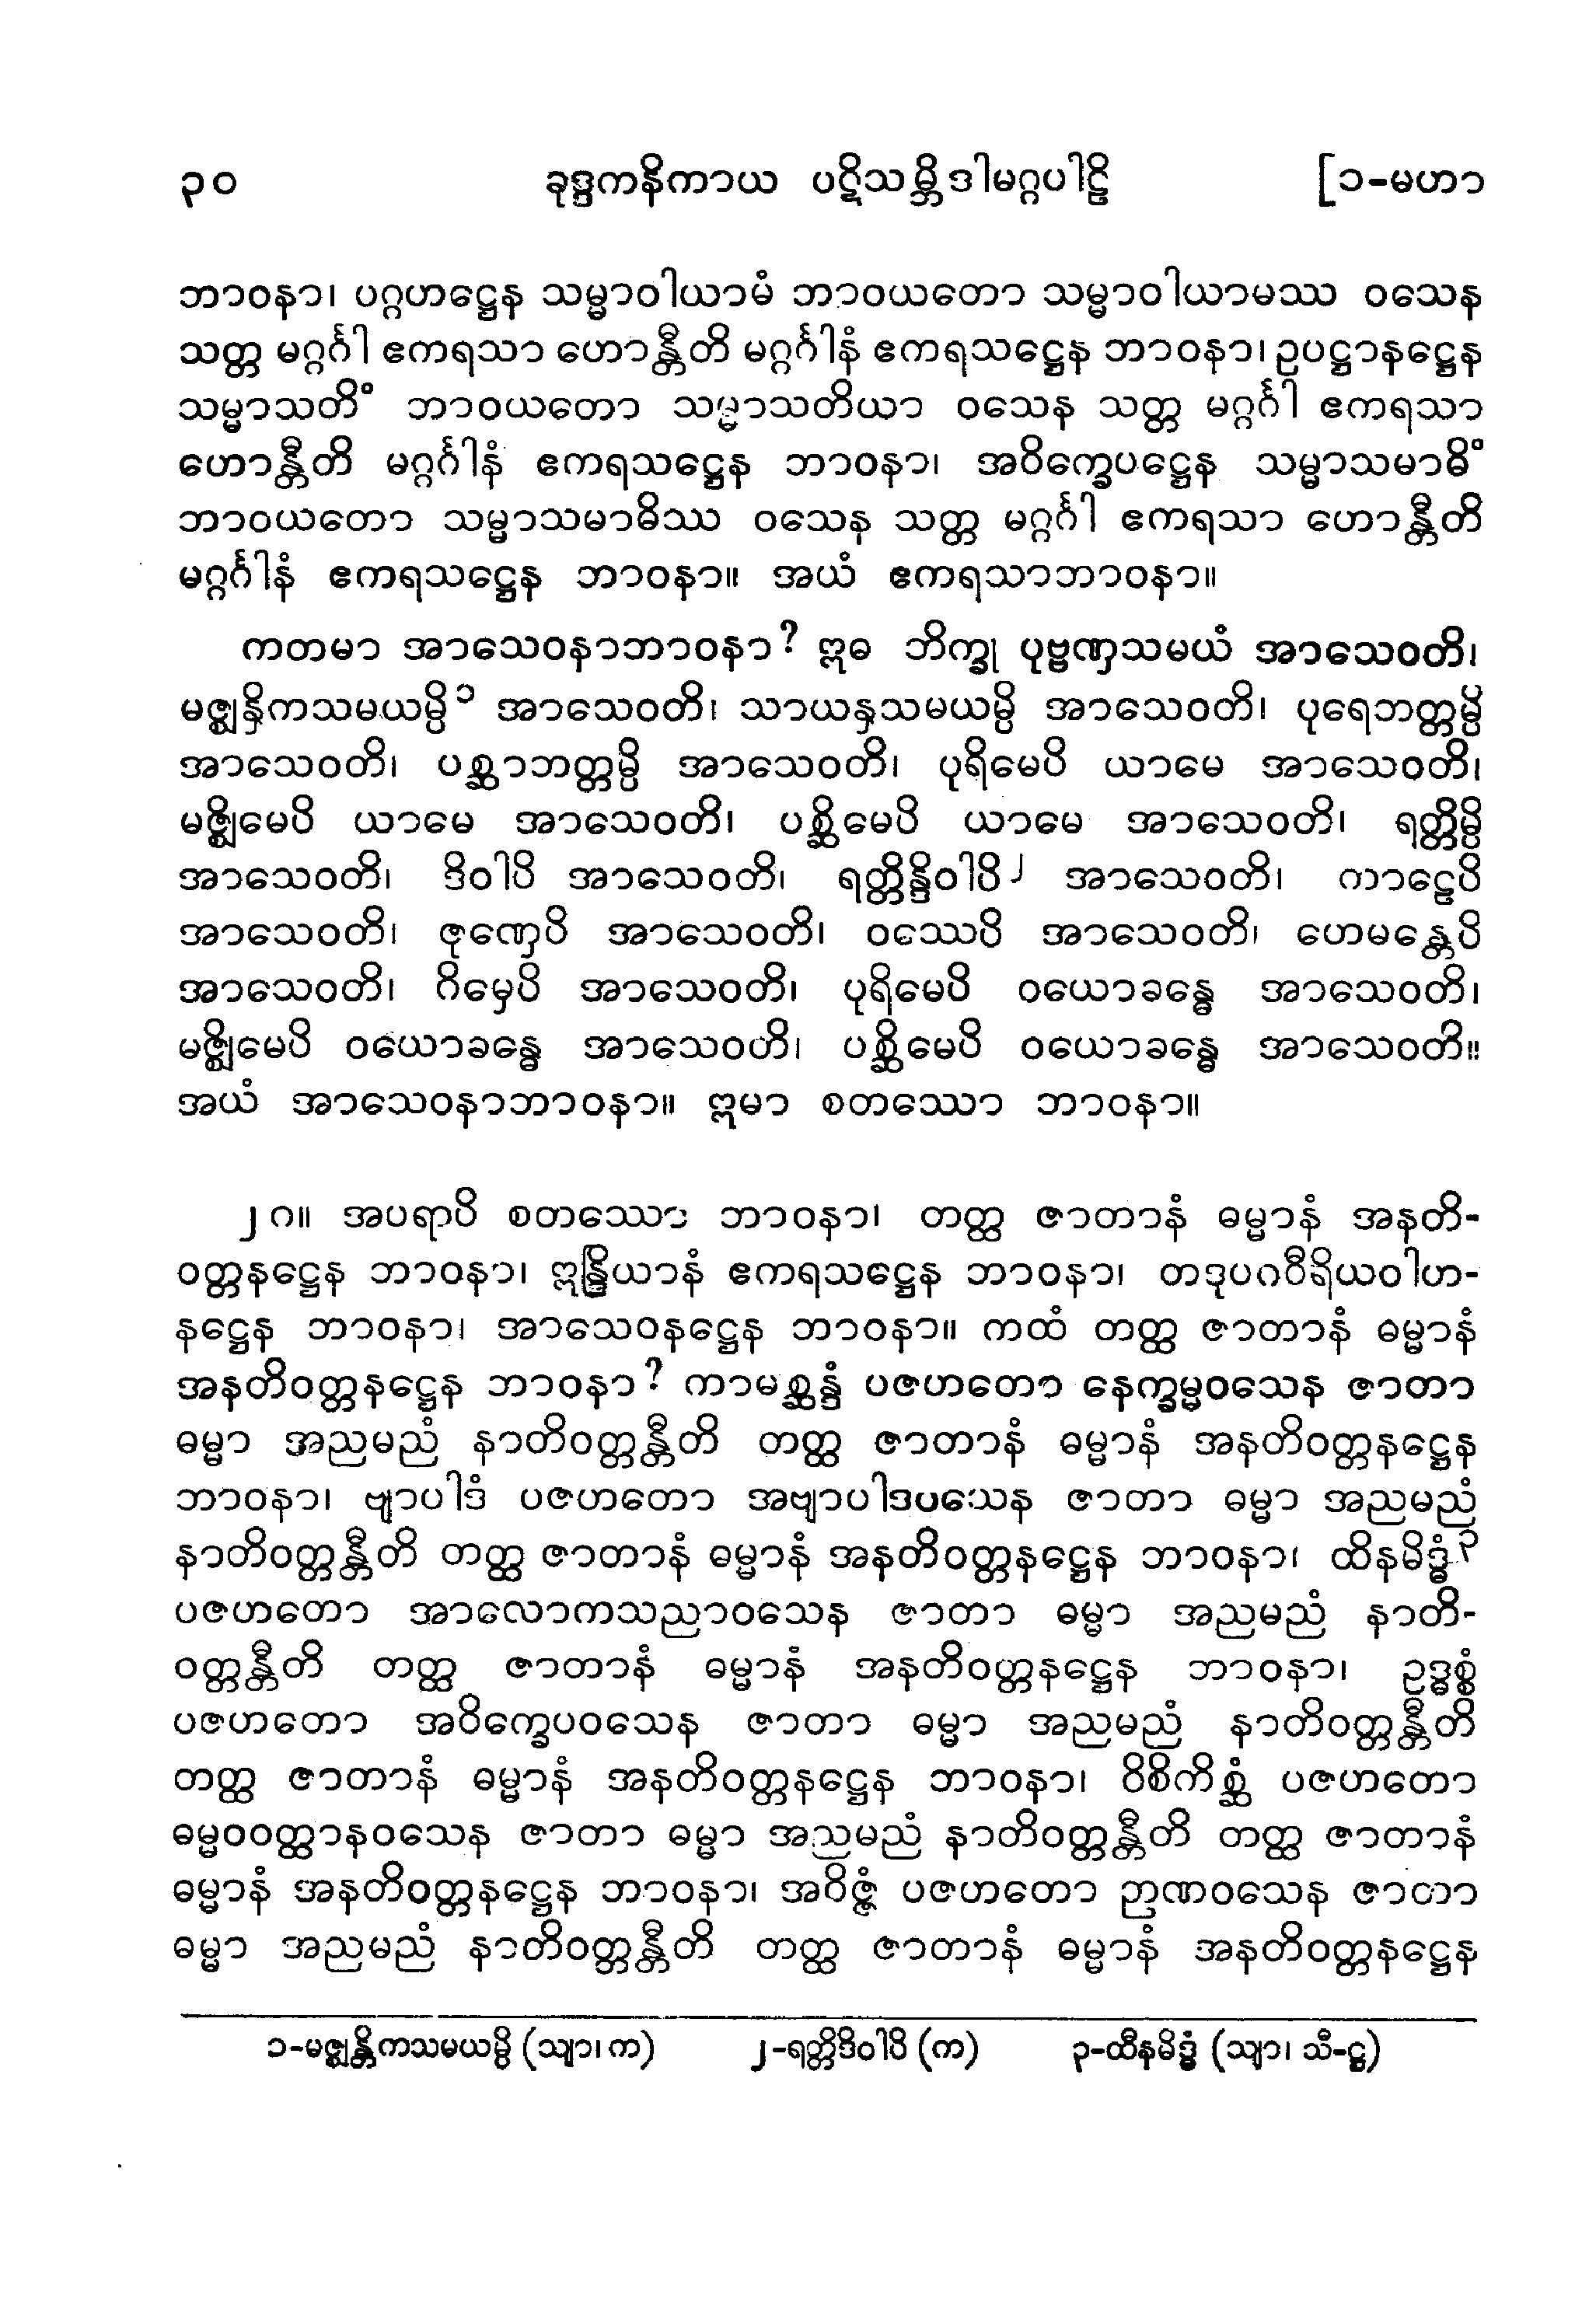 ၃၀ ခုဒ္ဒကနိကာယ ပဋိသမ္ဘိဒါမဂ္ဂပါဠိ [၁-မဟာ
ဘာဝနာ၊ ပဂ္ဂဟဋ္ဌေန သမ္မာဝါယာမံ ဘာဝယတော သမ္မာဝါယာမဿ ဝသေန
သတ္တ မဂ္ဂင်္ဂါ ဧကရသာ ဟောန္တီတိ မဂ္ဂင်္ဂါနံ ဧကရသဋ္ဌေန ဘာဝနာ၊ ဥပဋ္ဌာနဋ္ဌေန
သမ္မာသတိံ ဘာဝယတော သမ္မာသတိယာ ဝသေန သတ္တ မဂ္ဂင်္ဂါ ဧကရသာ
ဟောန္တီတိ မဂ္ဂင်္ဂါနံ ဧကရသဋ္ဌေန ဘာဝနာ၊ အဝိက္ခေပဋ္ဌေန သမ္မာသမာဓိံ
ဘာဝယတော သမ္မာသမာဓိဿ ဝသေန သတ္တ မဂ္ဂင်္ဂါ ဧကရသာ ဟောန္တီတိ
မဂ္ဂင်္ဂါနံ ဧကရသဋ္ဌေန ဘာဝနာ။ အယံ ဧကရသာဘာဝနာ။
ကတမာ အာသေဝနာဘာဝနာ? ဣဓ ဘိက္ခု ပုဗ္ဗဏှသမယံ အာသေဝတိ၊
မဇ္ဈနှိကသမယမ္ပိ၁ အာသေဝတိ၊ သာယနှသမယမ္ပိ အာသေဝတိ၊ ပုရေဘတ္တမ္ပိ
အာသေဝတိ၊ ပစ္ဆာဘတ္တမ္ပိ အာသေဝတိ၊ ပုရိမေပိ ယာမေ အာသေဝတိ၊
မဇ္ဈိမေပိ ယာမေ အာသေဝတိ၊ ပစ္ဆိမေပိ ယာမေ အာသေဝတိ၊ ရတ္တိမ္ပိ
အာသေဝတိ၊ ဒိဝါပိ အာသေဝတိ၊ ရတ္တိန္ဒိဝါပိ၂ အာသေဝတိ၊ ကာဠေပိ
အာသေဝတိ၊ ဇုဏှေပိ အာသေဝတိ၊ ဝဿေပိ အာသေဝတိ၊ ဟေမန္တေပိ
အာသေဝတိ၊ ဂိမှေပိ အာသေဝတိ၊ ပုရိမေပိ ဝယောခန္ဓေ အာသေဝတိ၊
မဇ္ဈိမေပိ ဝယောခန္ဓေ အာသေဝတိ၊ ပစ္ဆိမေပိ ဝယောခန္ဓေ အာသေဝတိ။
အယံ အာသေဝနာဘာဝနာ။ ဣမာ စတဿော ဘာဝနာ။
၂၈။ အပရာပိ စတဿော ဘာဝနာ၊ တတ္ထ ဇာတာနံ ဓမ္မာနံ အနတိ-
ဝတ္တနဋ္ဌေန ဘာဝနာ၊ ဣန္ဒြိယာနံ ဧကရသဋ္ဌေန ဘာဝနာ၊ တဒုပဂဝီရိယဝါဟ-
နဋ္ဌေန ဘာဝနာ၊ အာသေဝနဋ္ဌေန ဘာဝနာ။ ကထံ တတ္ထ ဇာတာနံ ဓမ္မာနံ
အနတိဝတ္တနဋ္ဌေန ဘာဝနာ? ကာမစ္ဆန္ဒံ ပဇဟတော နေက္ခမ္မဝသေန ဇာတာ
ဓမ္မာ အညမညံ နာတိဝတ္တန္တီတိ တတ္ထ ဇာတာနံ ဓမ္မာနံ အနတိဝတ္တနဋ္ဌေန
ဘာဝနာ၊ ဗျာပါဒံ ပဇဟတော အဗျာပါဒပသေန ဇာတာ ဓမ္မာ အညမညံ
နာတိဝတ္တန္တီတိ တတ္ထ ဇာတာနံ ဓမ္မာနံ အနတိဝတ္တနဋ္ဌေန ဘာဝနာ၊ ထိနမိဒ္ဓံ၃
ပဇဟတော အာလောကသညာဝသေန ဇာတာ ဓမ္မာ အညမညံ နာတိ-
ဝတ္တန္တီတိ တတ္ထ ဇာတာနံ ဓမ္မာနံ အနတိဝတ္တနဋ္ဌေန ဘာဝနာ၊ ဥဒ္ဓစ္စံ
ပဇဟတော အဝိက္ခေပဝသေန ဇာတာ ဓမ္မာ အညမညံ နာတိဝတ္တန္တီတိ
တတ္ထ ဇာတာနံ ဓမ္မာနံ အနတိဝတ္တနဋ္ဌေန ဘာဝနာ၊ ဝိစိကိစ္ဆံ ပဇဟတော
ဓမ္မဝဝတ္ထာနဝသေန ဇာတာ ဓမ္မာ အညမညံ နာတိဝတ္တန္တီတိ တတ္ထ ဇာတာနံ
ဓမ္မာနံ အနတိဝတ္တနဋ္ဌေန ဘာဝနာ၊ အဝိဇ္ဇံ ပဇဟတော ဉာဏဝသေန ဇာတာ
ဓမ္မာ အညမညံ နာတိဝတ္တန္တီတိ တတ္ထ ဇာတာနံ ဓမ္မာနံ အနတိဝတ္တနဋ္ဌေန
၁-မဇ္ဈန္တိကသမယမ္ပိ (သျာ၊ က) ၂-ရတ္တိဒိဝါပိ (က) ၃-ထီနမိဒ္ဓံ (သျာ၊ သီ-ဋ္ဌ)